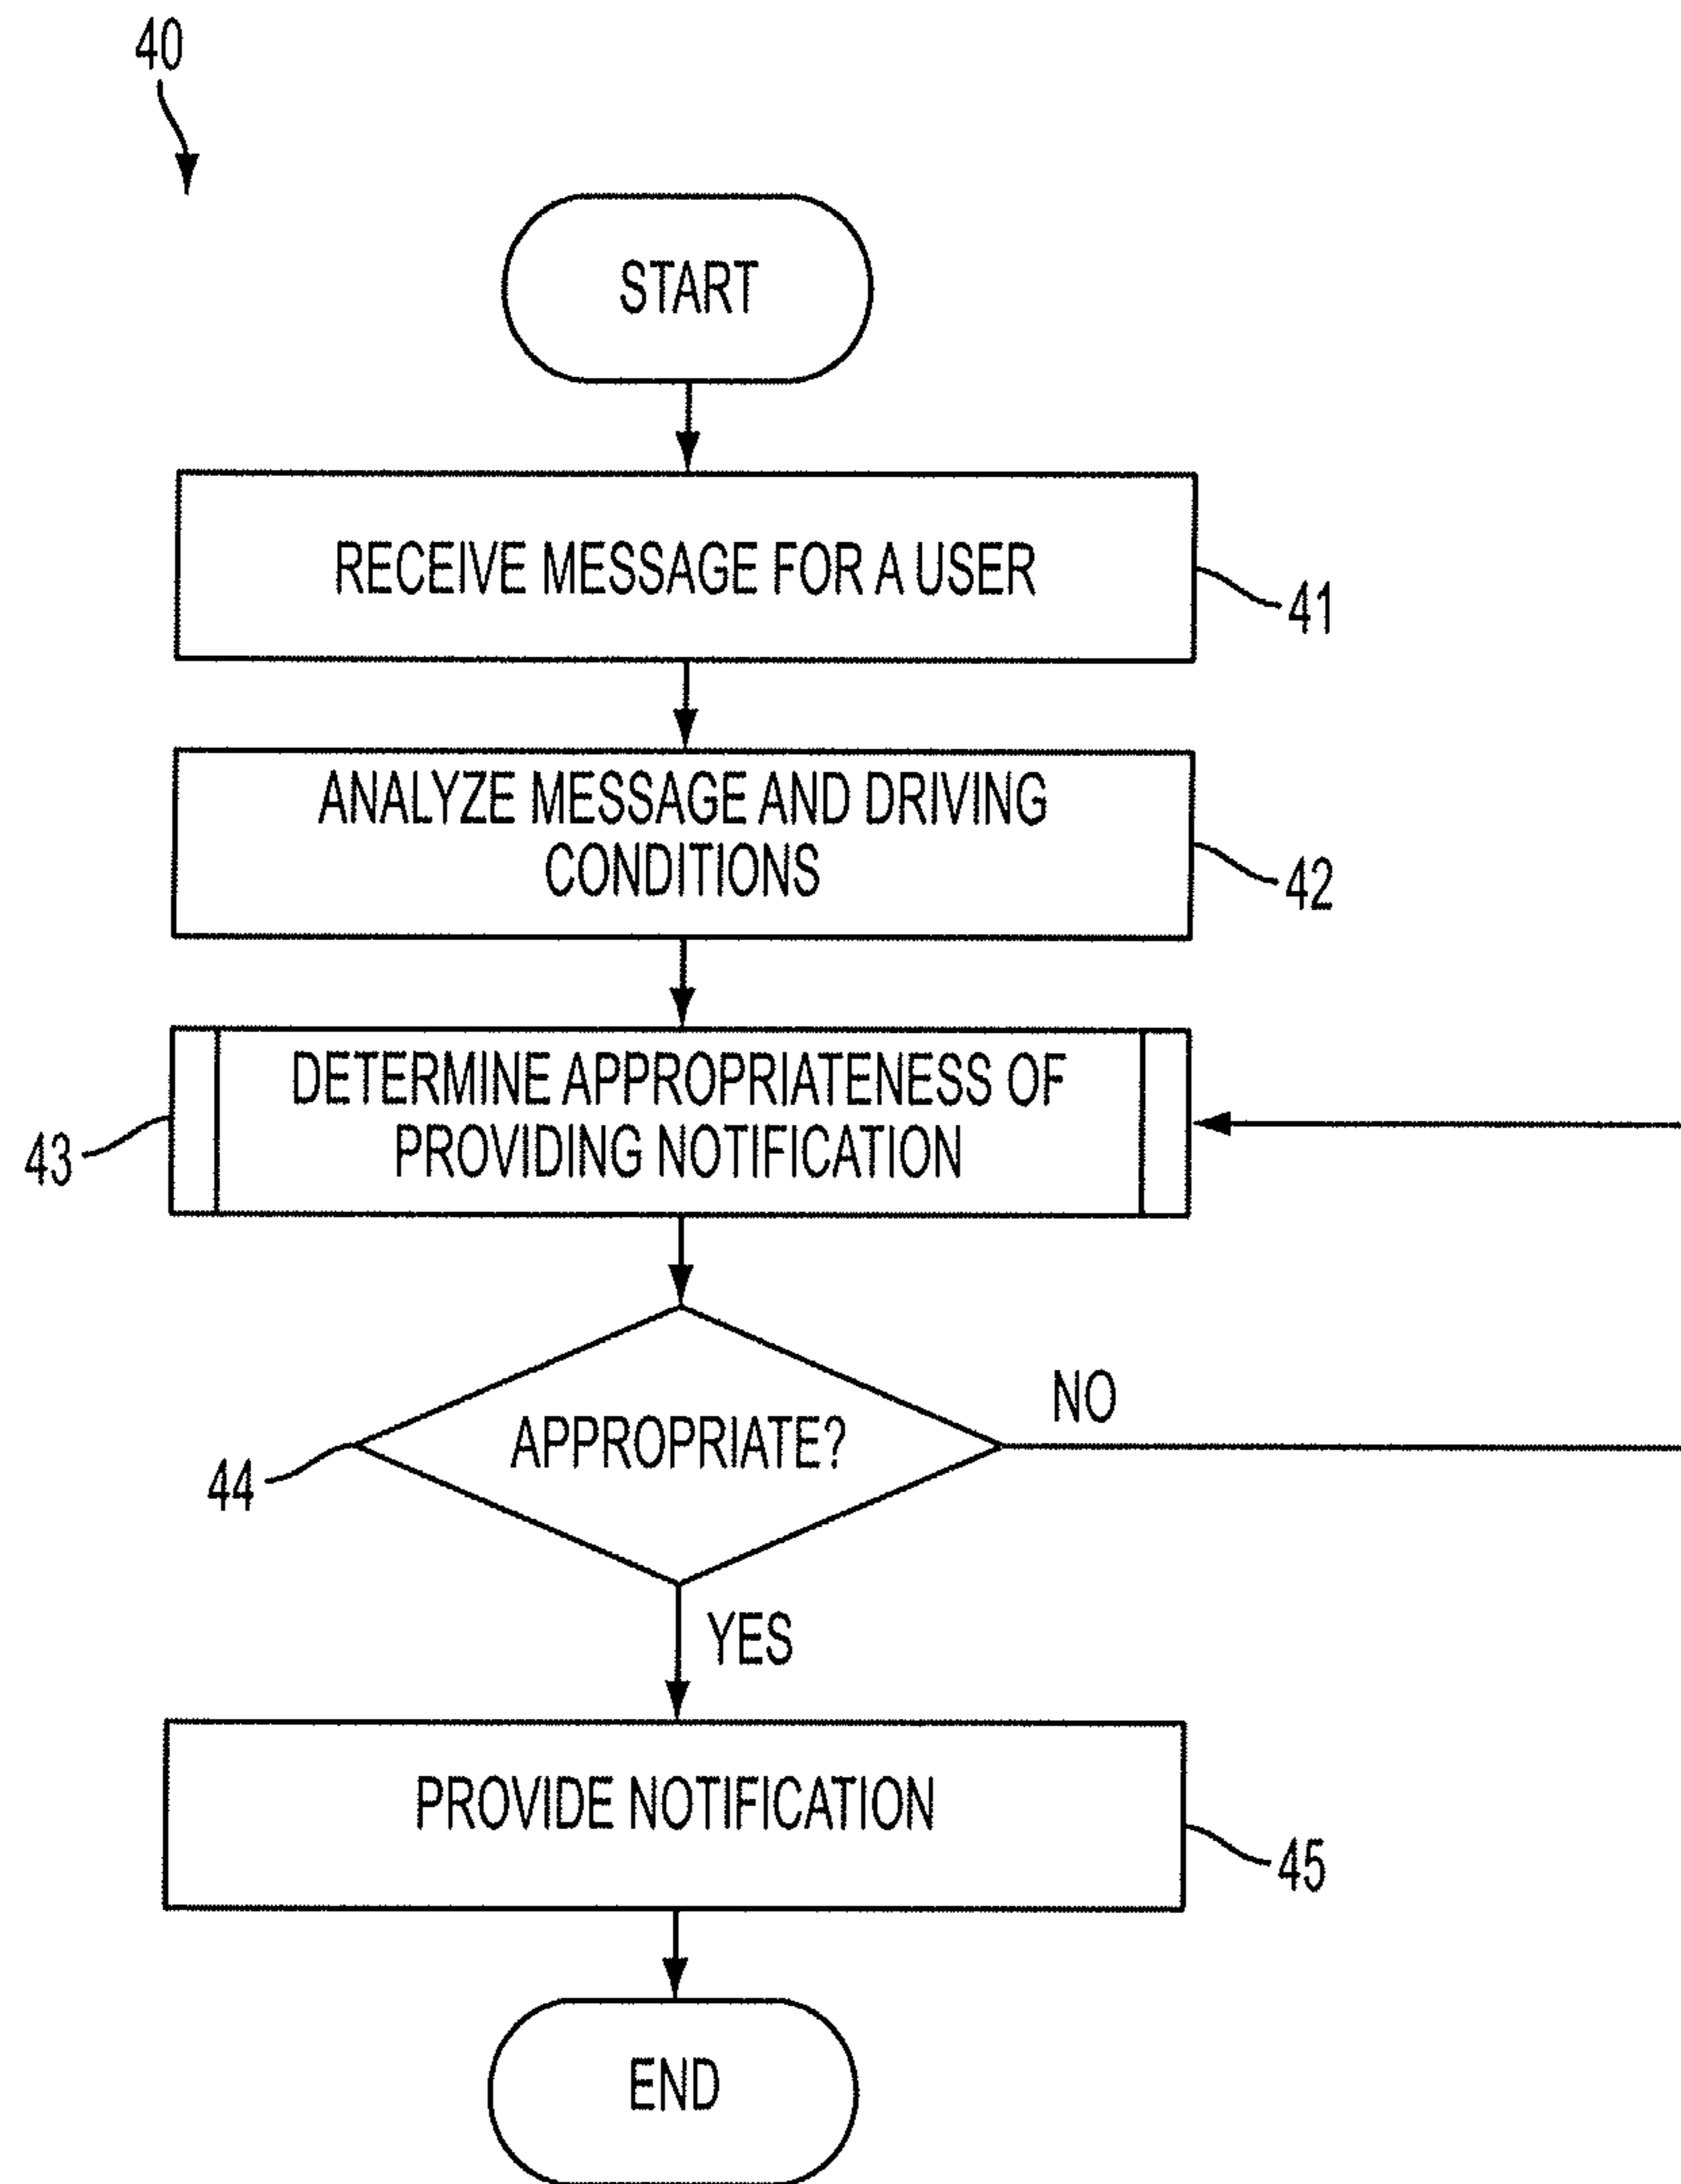 40
START
RECEIVE MESSAGE FOR A USER
41
ANALYZE MESSAGE AND DRIVING
CONDITIONS
42
DETERMINE APPROPRIATENESS OF
PROVIDING NOTIFICATION
43
APPROPRIATE?
NO
44
YES
PROVIDE NOTIFICATION
45
END